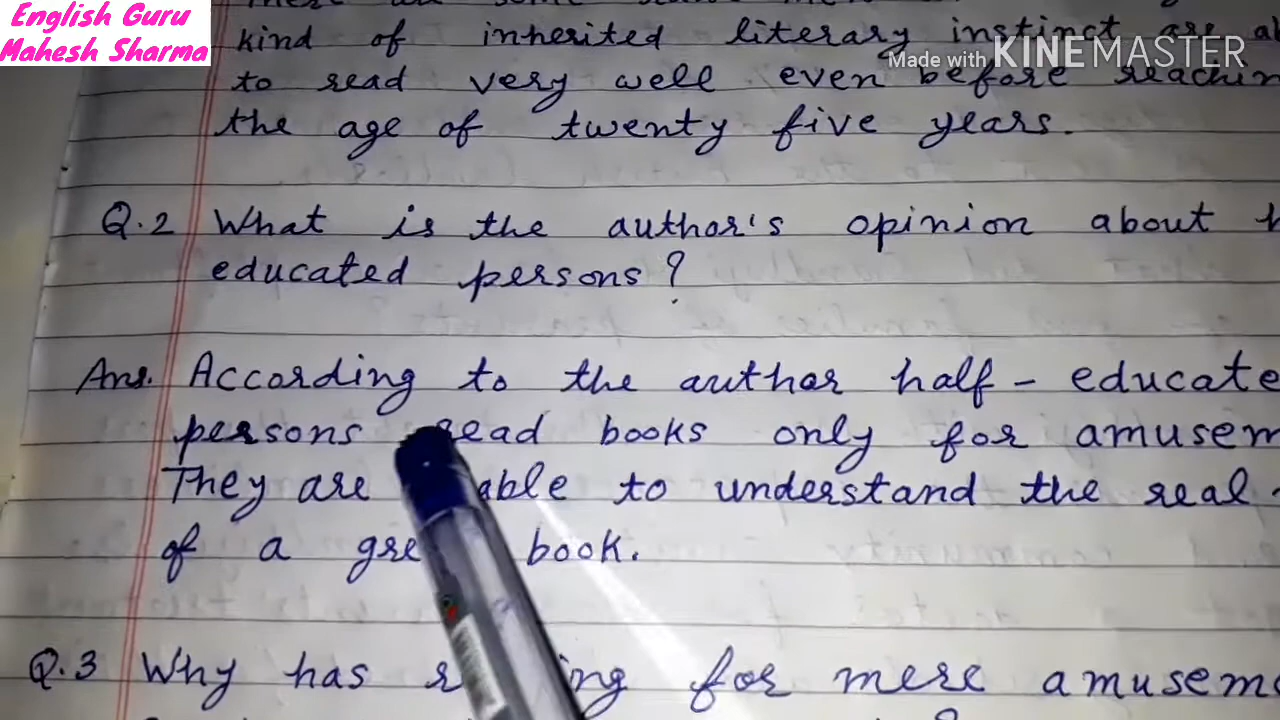 English Guru
Mahesh Sharma
Made with KINEMASTER
kind of inherited literary instinct are
to read very well even before
the age of twenty five years.
Q.2 What is the author's opinion about
educated persons?
Ans. According to the author half-
persons read books only for
They are able to understand the real
of a book.
Q.3 Why has for mere